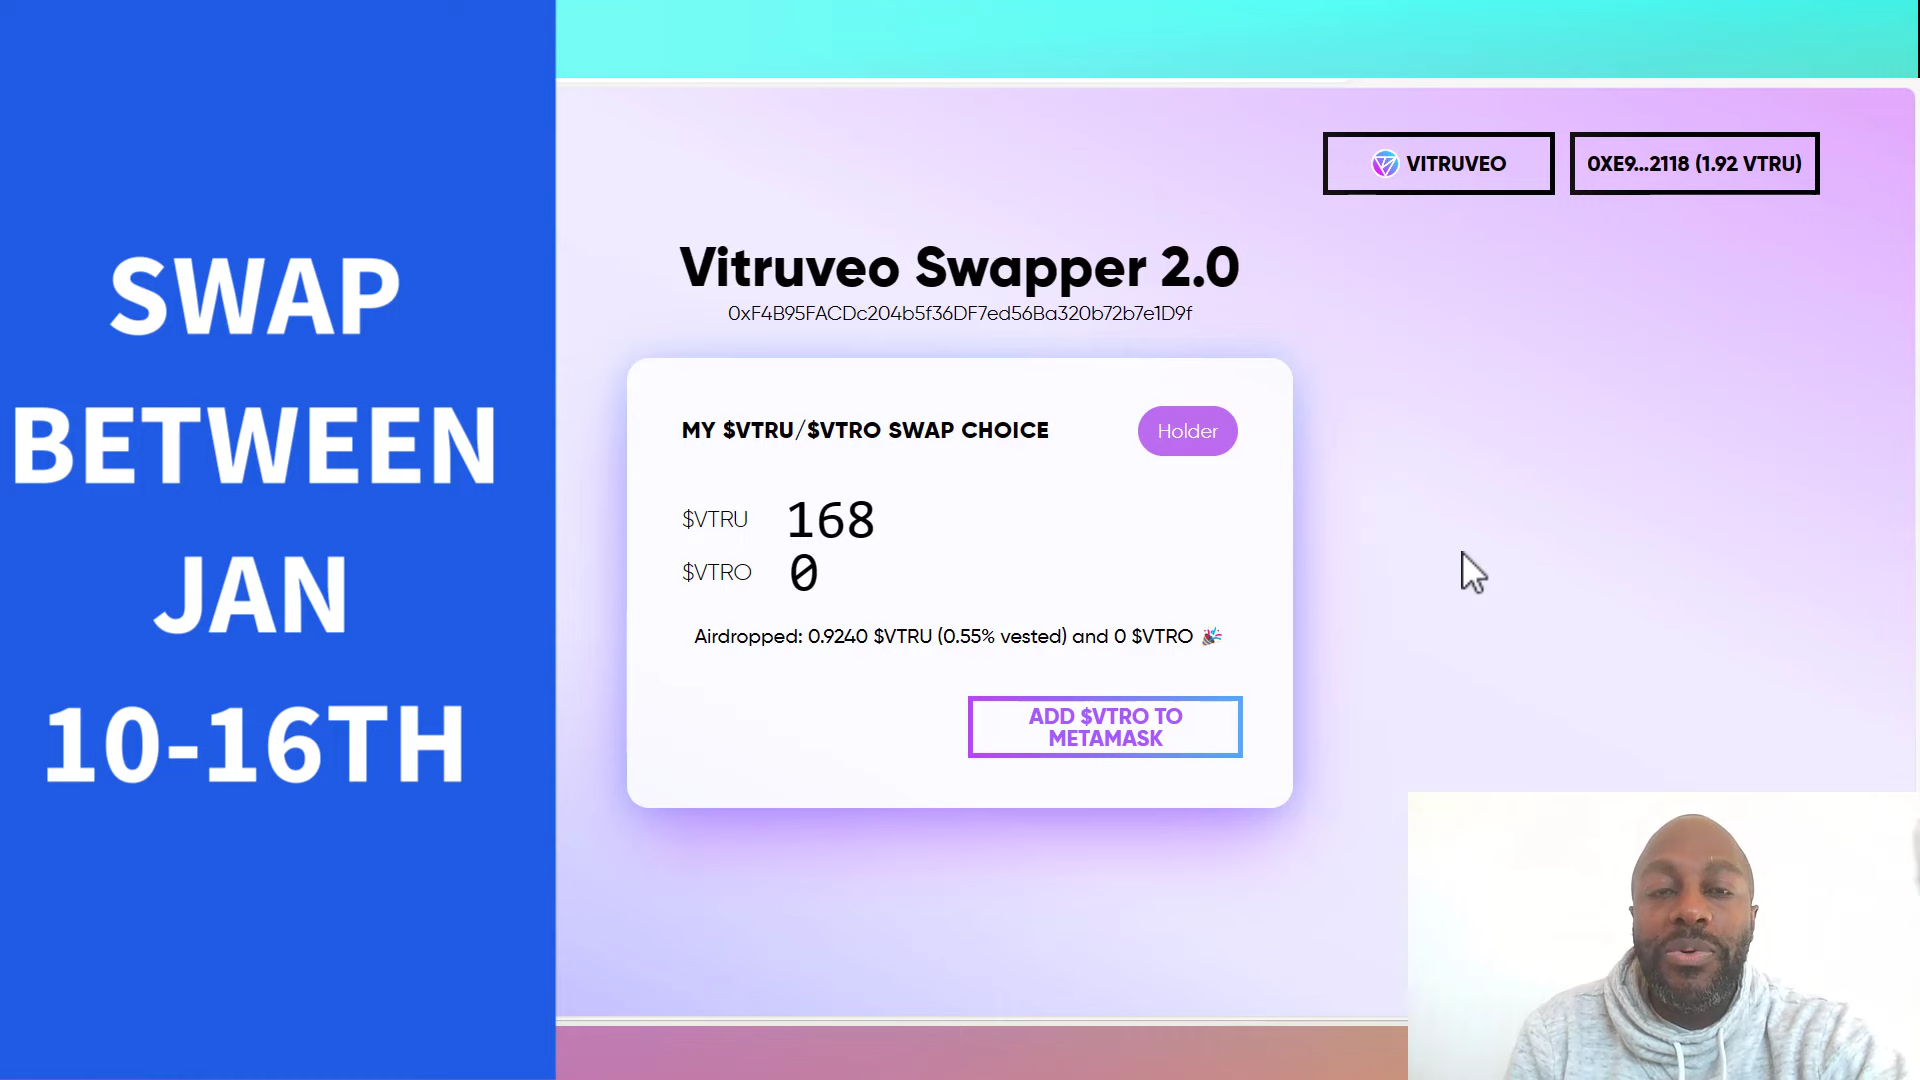 SWAP
BETWEEN
JAN
10-16TH
VITRUVEO
0XE9...2118 (1.92 VTRU)
Vitruveo Swapper 2.0
0xF4B95FACDc204b5f36DF7ed56Ba320b72b7e1D9f
MY $VTRU/$VTRO SWAP CHOICE
Holder
$VTRU 168
$VTRO 0
Airdropped: 0.9240 $VTRU (0.55% vested) and 0 $VTRO 🎉
ADD $VTRO TO
METAMASK